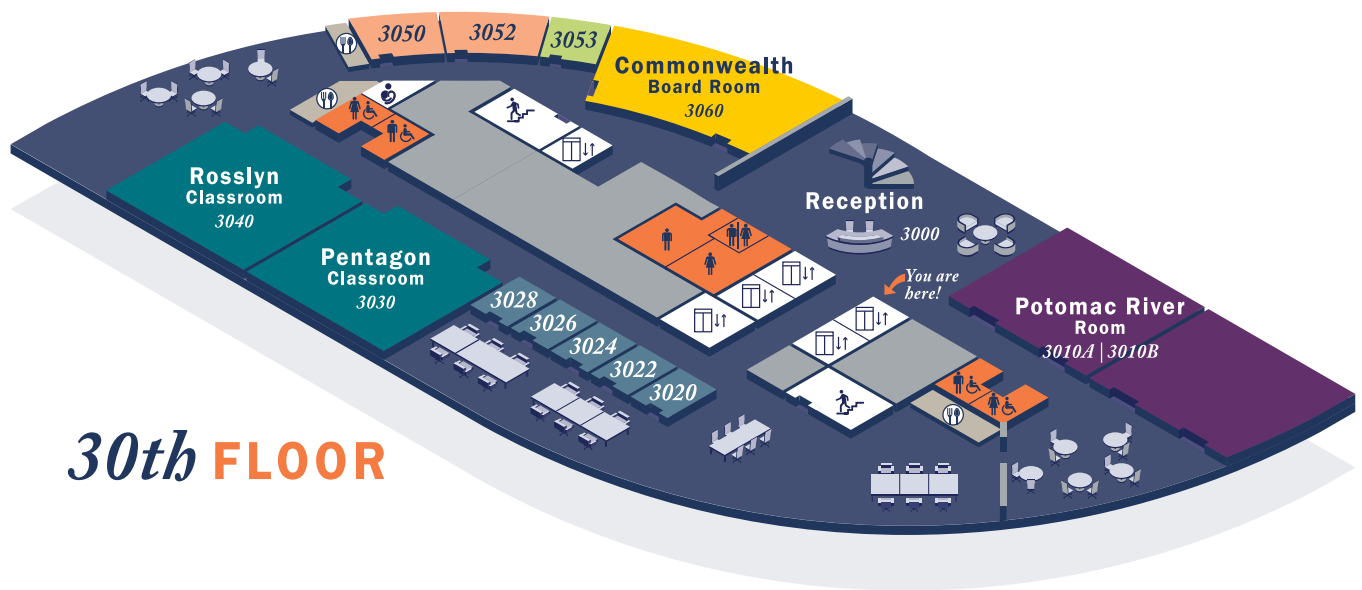 3050
3052
3053
Commonwealth
Board Room
3060
Rosslyn
Classroom
3040
Reception
3000
Pentagon
Classroom
3030
You are
here!
3028
3026
3024
3022
3020
Potomac River
Room
3010A | 3010B
30th FLOOR